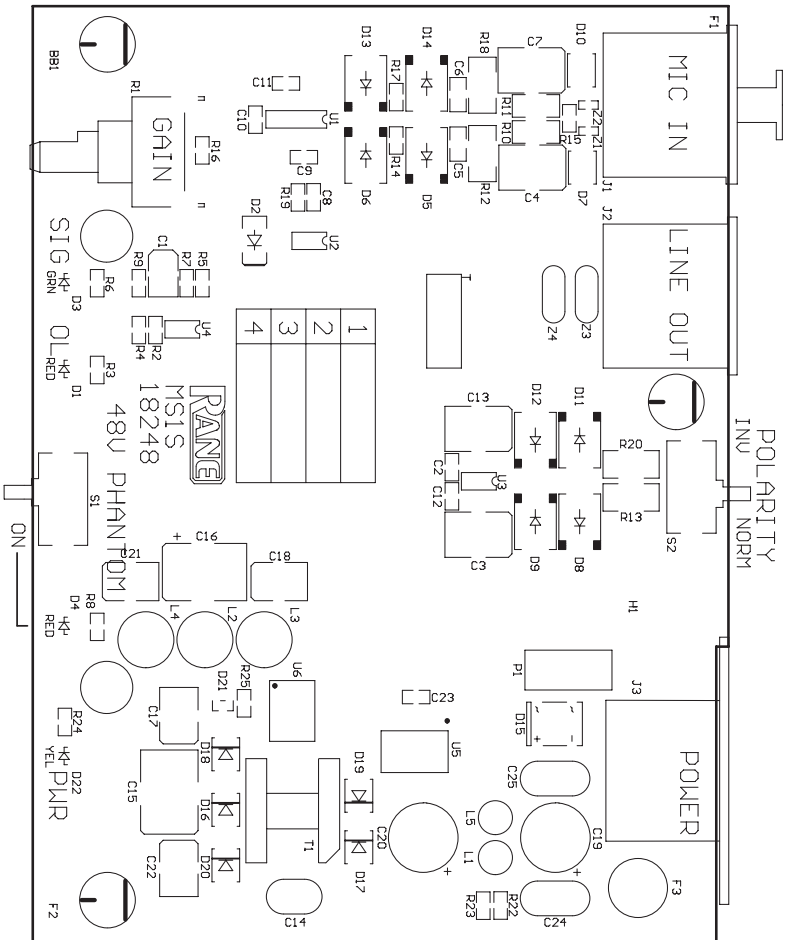 F1
BB1
D13
D14
R18
C7
D10
MIC IN
R1
C11
R17
C6
R11
Z2
GAIN
C10
U1
R10
R15
Z1
R16
C9
R14
C5
R12
C4
D7
J1
R19
C8
D6
D5
J2
D2
U2
SIG
C1
R9
R7
R5
R6
GRN
D3
LINE OUT
Z4
Z3
OL
U4
R4
R2
R3
RED
D1
4
3
2
1
RANE
MS1S
18248
48V PHANTOM
C13
D12
D11
R20
POLARITY
INV
NORM
C2
U3
C12
R13
S2
S1
ON
C3
D9
D8
C21
+
C16
C18
H1
D4
R8
RED
L4
L2
L3
P1
J3
U6
R25
D21
C23
R24
C17
D15
+
U5
D18
YEL
D22
PWR
D19
C25
POWER
C15
D16
L5
T1
C20
C19
L1
D20
D17
C22
+
+
F3
F2
C14
R23
R22
C24